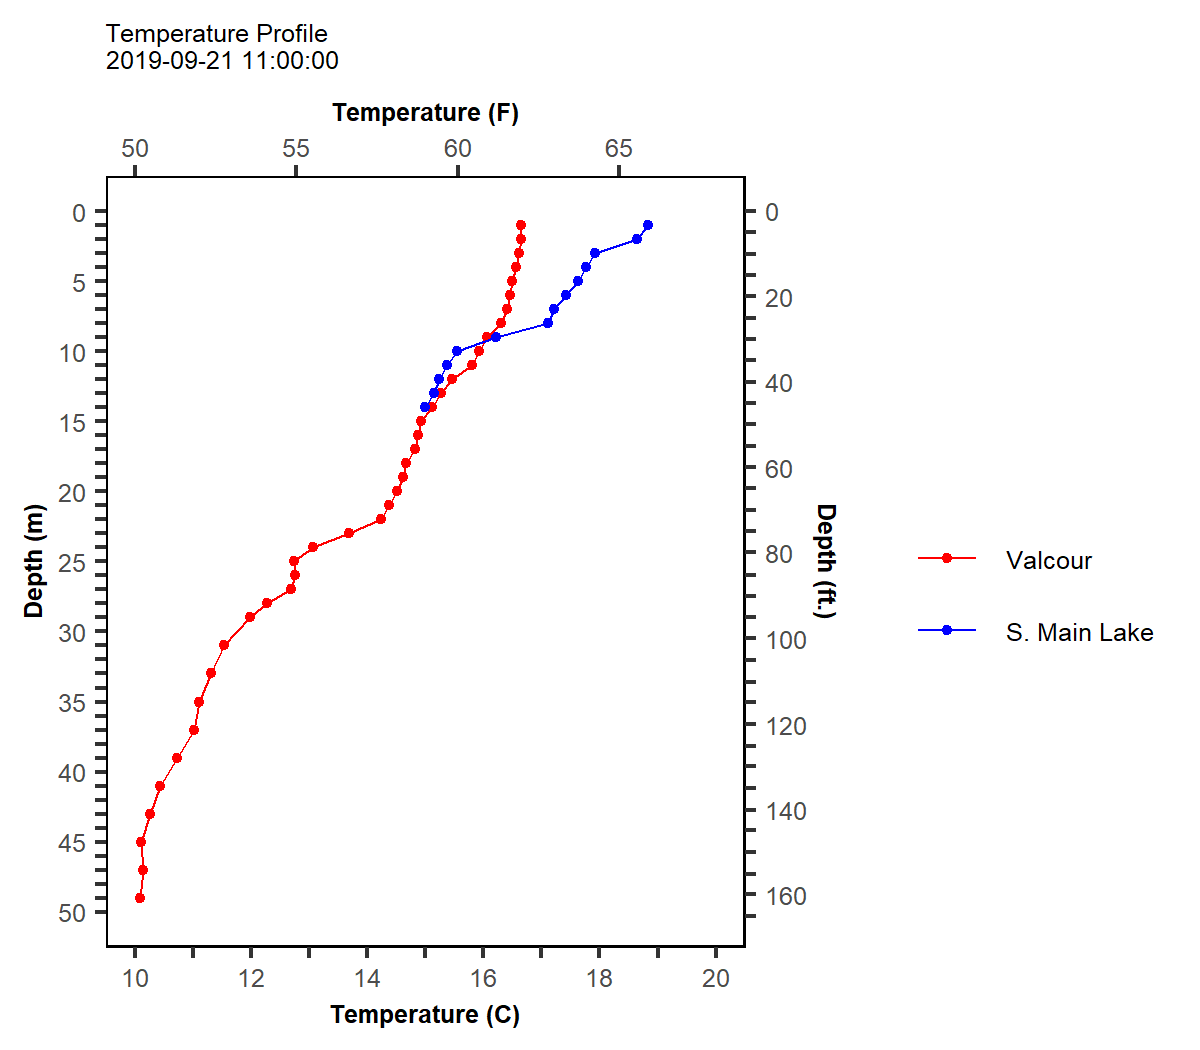 Temperature Profile
2019-09-21 11:00:00
Temperature (F)
50 55 60 65
0
5
10
15
20
25
30
35
40
45
50
Depth (m)
0
20
40
60
80
100
120
140
160
Depth (ft.)
10 12 14 16 18 20
Temperature (C)
Valcour
S. Main Lake